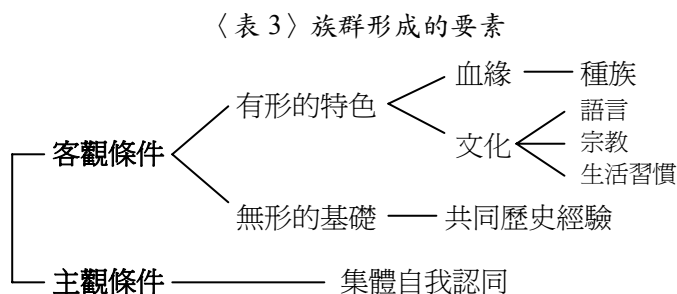 〈表 3〉族群形成的要素
血緣 種族
有形的特色
語言
文化 宗教
客觀條件
生活習慣
無形的基礎 共同歷史經驗
主觀條件 集體自我認同